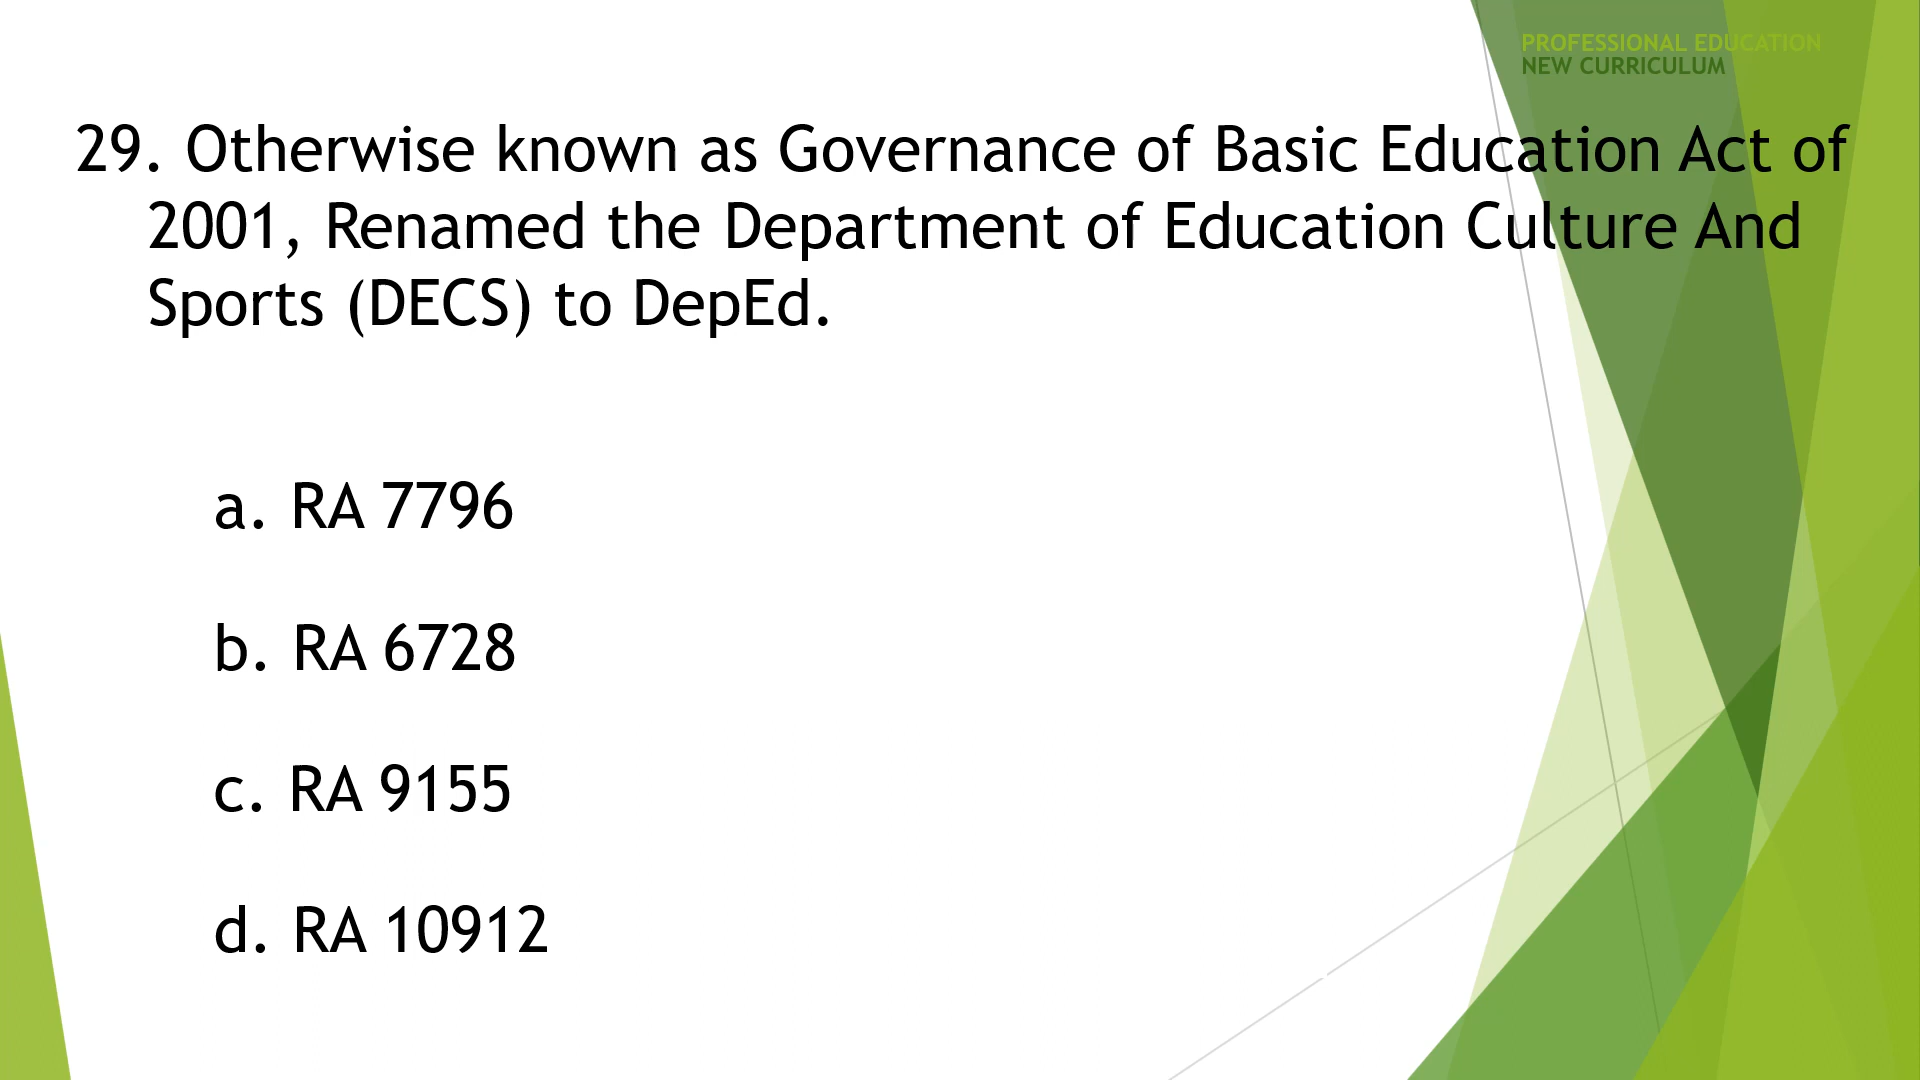 PROFESSIONAL EDUCATION
NEW CURRICULUM
29. Otherwise known as Governance of Basic Education Act of
2001, Renamed the Department of Education Culture And
Sports (DECS) to DepEd.
a. RA 7796
b. RA 6728
c. RA 9155
d. RA 10912